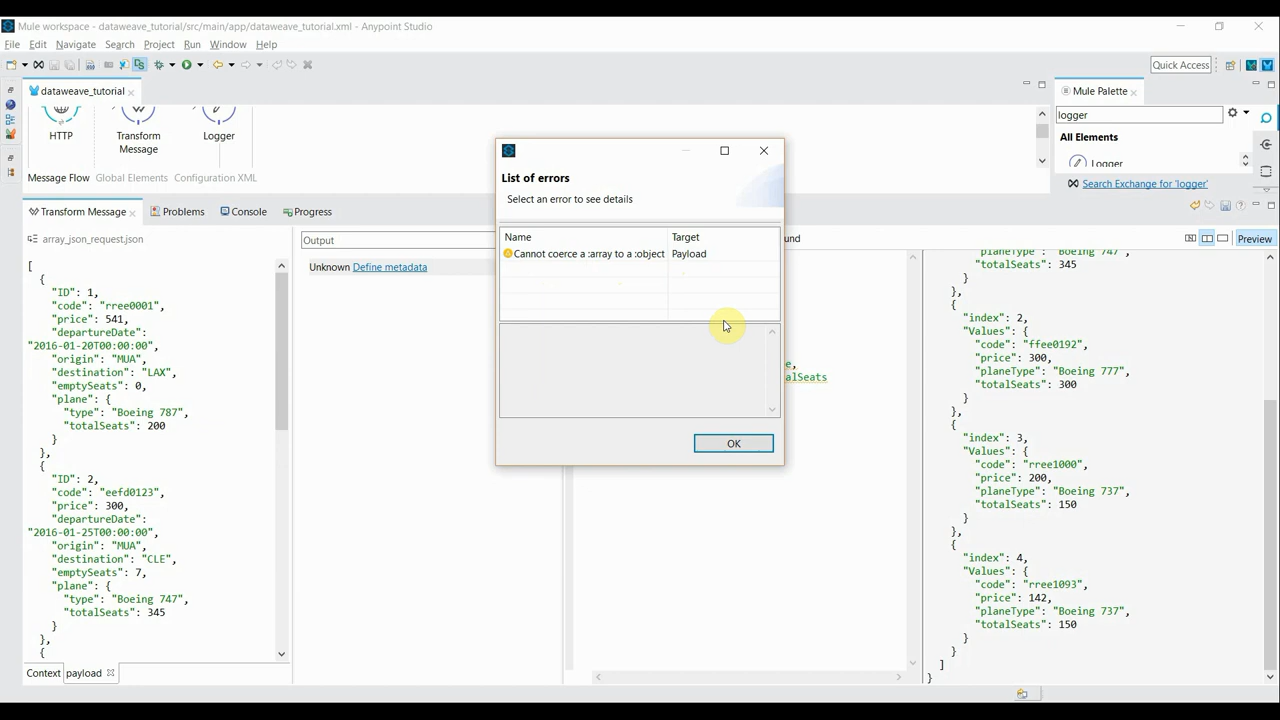 Mule workspace - dataweave_tutorial/src/main/app/dataweave_tutorial.xml - Anypoint Studio
File Edit Navigate Search Project Run Window Help
Quick Access
dataweave_tutorial
Mule Palette
logger
HTTP
Transform Message
Logger
All Elements
Logger
Message Flow Global Elements Configuration XML
Search Exchange for 'logger'
Transform Message Problems Console Progress
array_json_request.json
Output
und
Preview
Unknown Define metadata
[
{
"ID": 1,
"code": "rree0001",
"price": 541,
"departureDate":
"2016-01-20T00:00:00",
"origin": "MUA",
"destination": "LAX",
"emptySeats": 0,
"plane": {
"type": "Boeing 787",
"totalSeats": 200
}
},
{
"ID": 2,
"code": "eefd0123",
"price": 300,
"departureDate":
"2016-01-25T00:00:00",
"origin": "MUA",
"destination": "CLE",
"emptySeats": 7,
"plane": {
"type": "Boeing 747",
"totalSeats": 345
}
},
{
Context payload
List of errors
Select an error to see details
Name Target
Cannot coerce a :array to a :object Payload
OK
e,
alSeats
"planeType": "Boeing 747",
"totalSeats": 345
}
},
{
"index": 2,
"Values": {
"code": "ffee0192",
"price": 300,
"planeType": "Boeing 777",
"totalSeats": 300
}
},
{
"index": 3,
"Values": {
"code": "rree1000",
"price": 200,
"planeType": "Boeing 737",
"totalSeats": 150
}
},
{
"index": 4,
"Values": {
"code": "rree1093",
"price": 142,
"planeType": "Boeing 737",
"totalSeats": 150
}
}
]
}